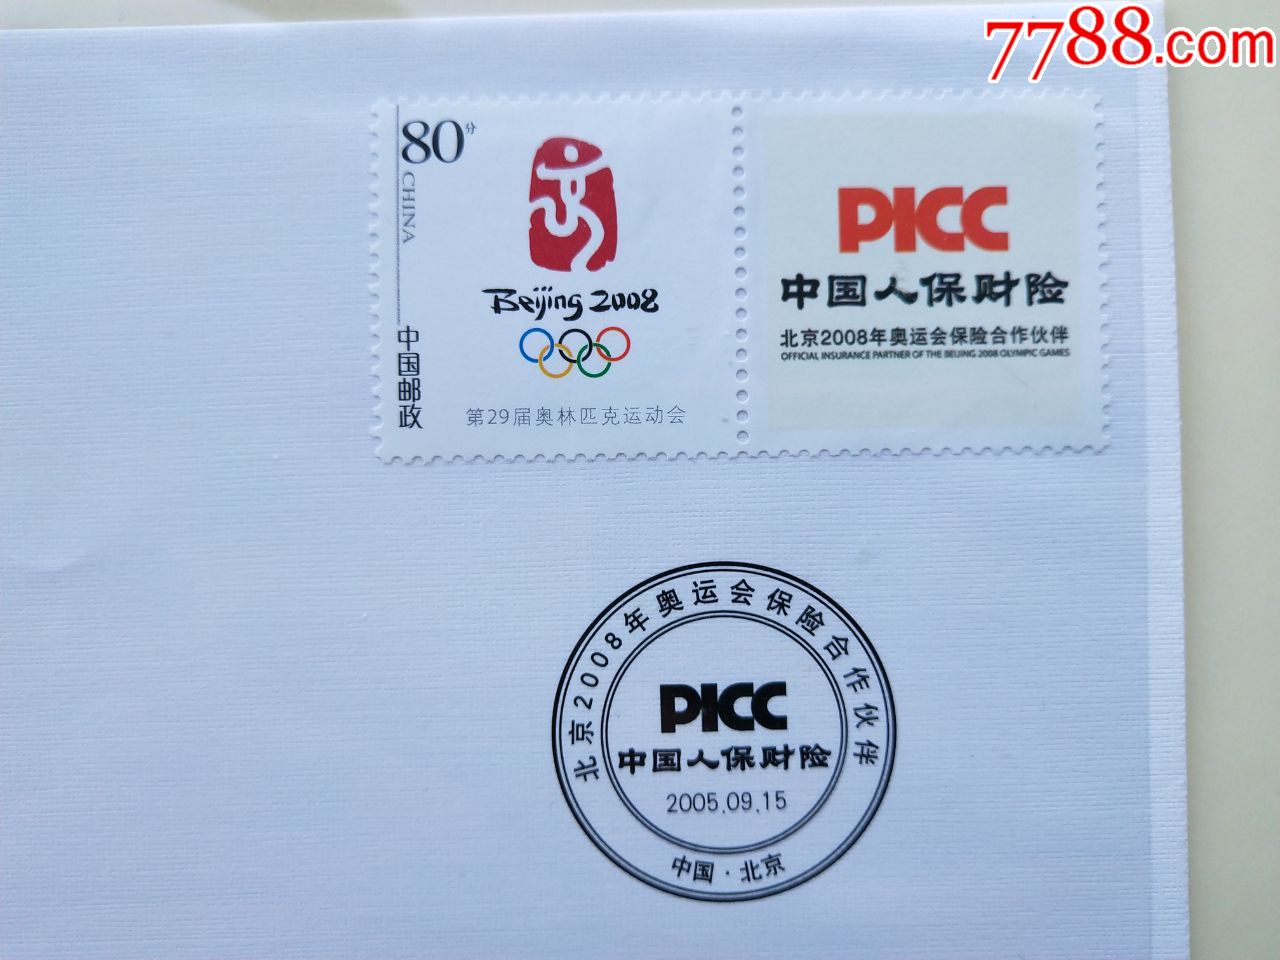 7788.com
80分
CHINA
中国邮政
Beijing 2008
第29届奥林匹克运动会
PICC
中国人保财险
北京2008年奥运会保险合作伙伴
OFFICIAL INSURANCE PARTNER OF THE BEIJING 2008 OLYMPIC GAMES
北京2008年奥运会保险合作伙伴
PICC
中国人保财险
2005.09.15
中国·北京